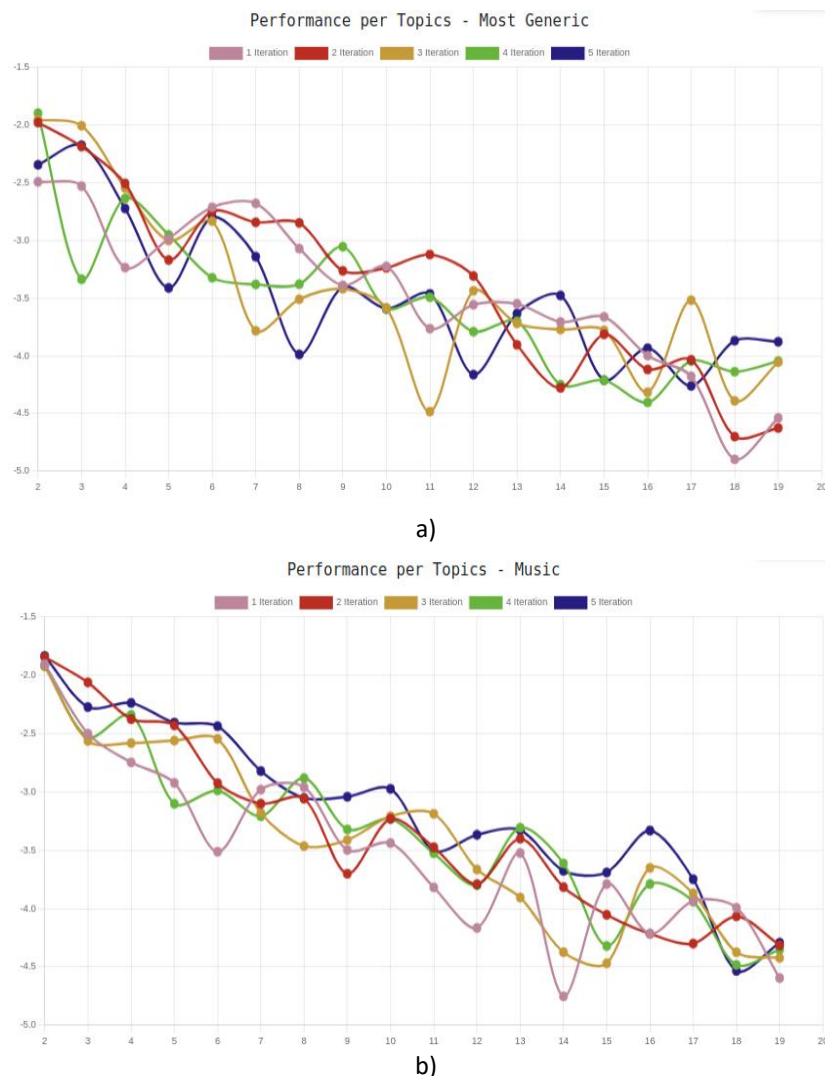 Performance per Topics - Most Generic
1 Iteration 2 Iteration 3 Iteration 4 Iteration 5 Iteration
-1.5
-2.0
-2.5
-3.0
-3.5
-4.0
-4.5
-5.0
2 3 4 5 6 7 8 9 10 11 12 13 14 15 16 17 18 19 20
a)
Performance per Topics - Music
1 Iteration 2 Iteration 3 Iteration 4 Iteration 5 Iteration
-1.5
-2.0
-2.5
-3.0
-3.5
-4.0
-4.5
-5.0
2 3 4 5 6 7 8 9 10 11 12 13 14 15 16 17 18 19 20
b)